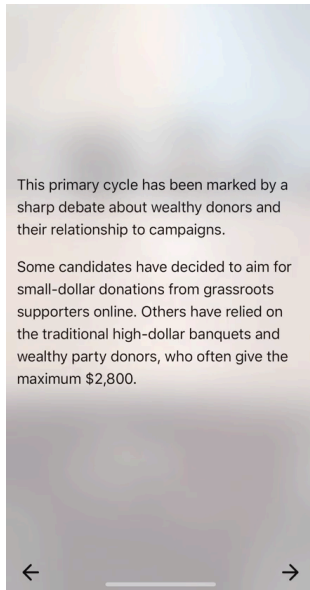 This primary cycle has been marked by a
sharp debate about wealthy donors and
their relationship to campaigns.
Some candidates have decided to aim for
small-dollar donations from grassroots
supporters online. Others have relied on
the traditional high-dollar banquets and
wealthy party donors, who often give the
maximum $2,800.